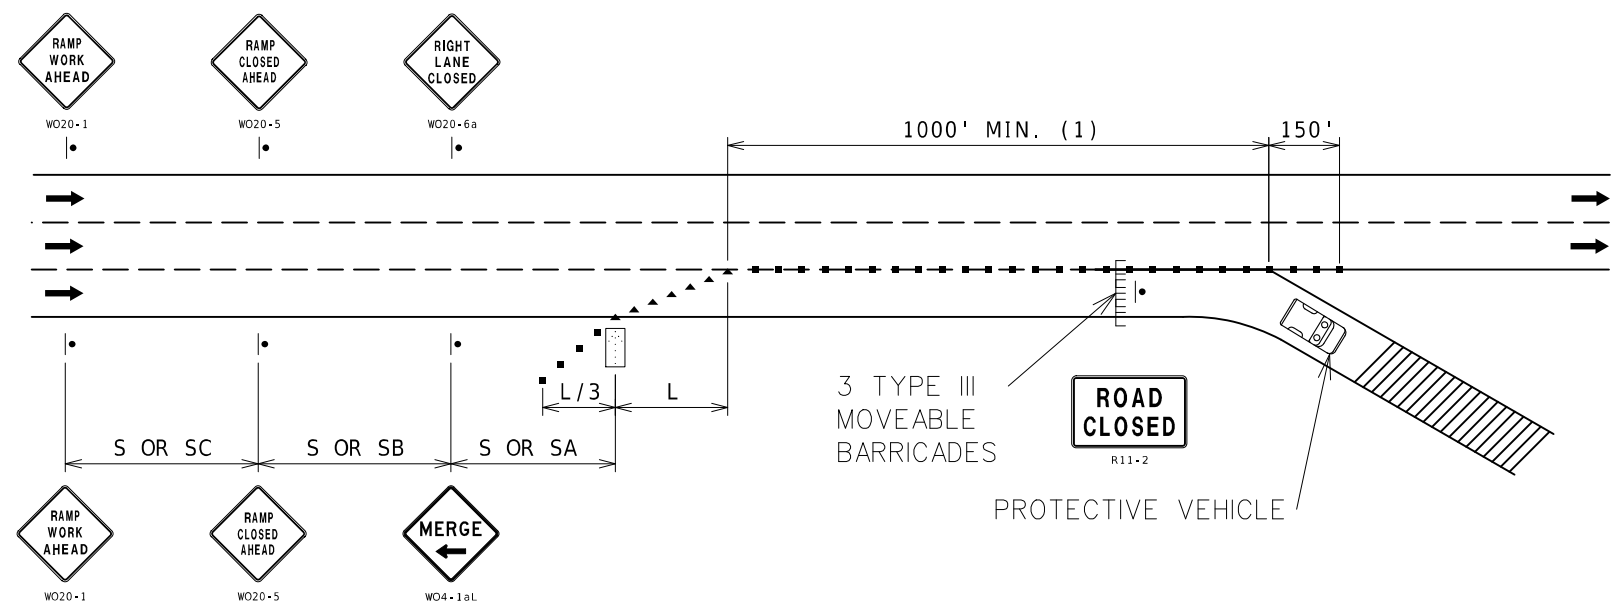 RAMP
WORK
AHEAD
WO20-1
RAMP
CLOSED
AHEAD
WO20-5
RIGHT
LANE
CLOSED
WO20-6a
1000' MIN. (1)
150'
L/3
L
S OR SC
S OR SB
S OR SA
3 TYPE III
MOVEABLE
BARRICADES
ROAD
CLOSED
R11-2
PROTECTIVE VEHICLE
RAMP
WORK
AHEAD
WO20-1
RAMP
CLOSED
AHEAD
WO20-5
MERGE
WO4-1aL